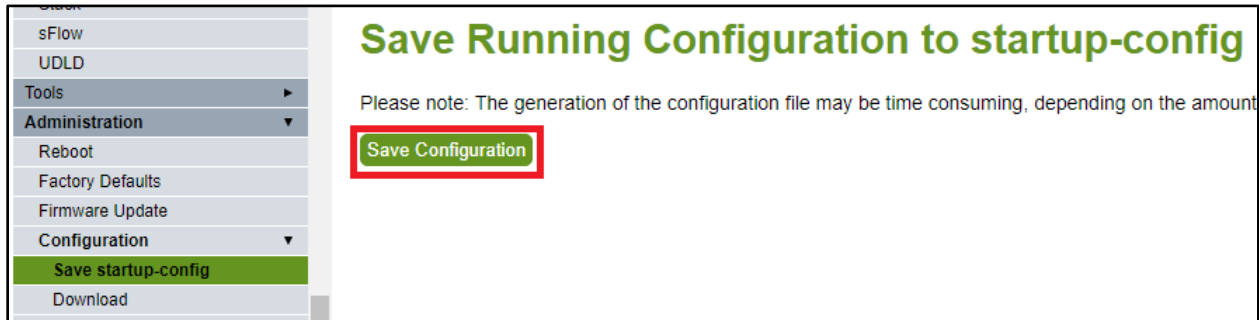 sFlow
UDLD
Tools
Administration
Reboot
Factory Defaults
Firmware Update
Configuration
Save startup-config
Download
Save Running Configuration to startup-config
Please note: The generation of the configuration file may be time consuming, depending on the amount
Save Configuration